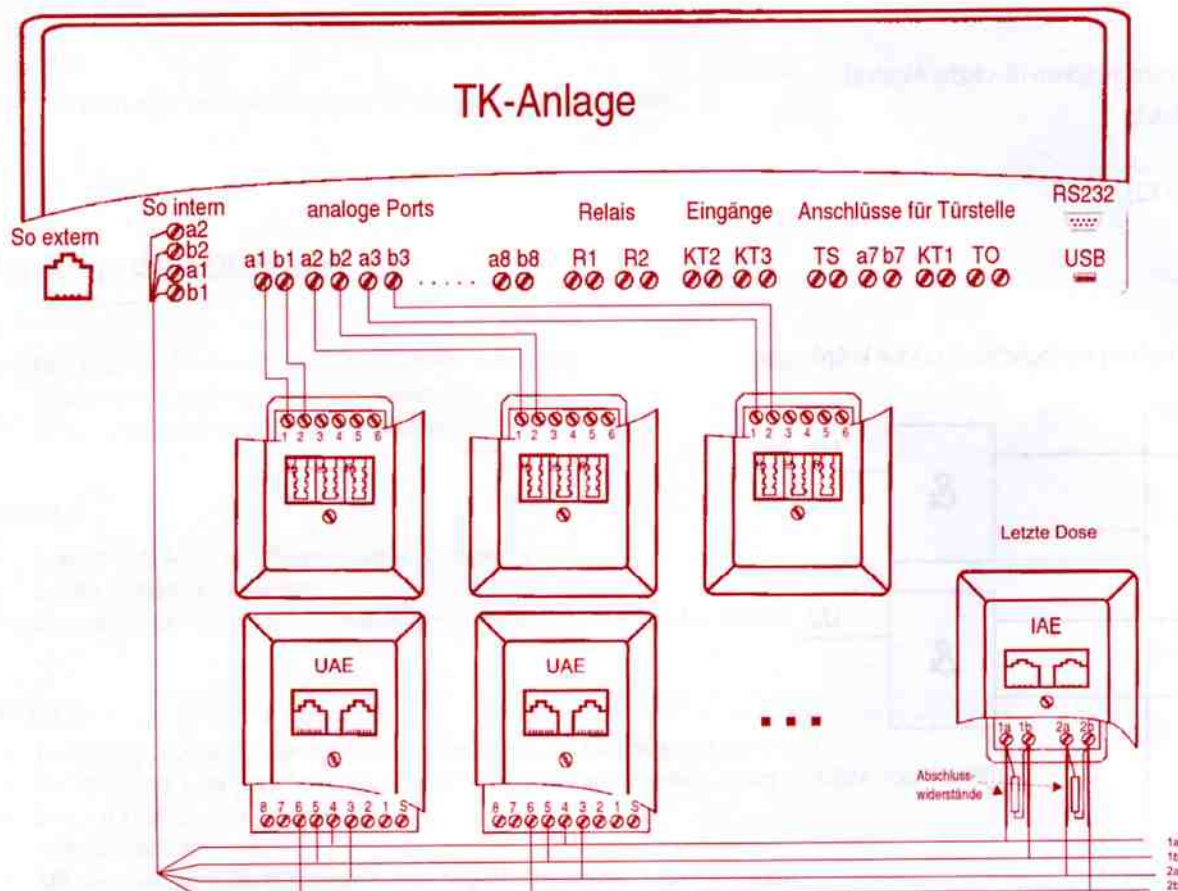 TK-Anlage
So extern
So intern
a2
b2
a1
b1
analoge Ports
a1 b1 a2 b2 a3 b3 ..... a8 b8
Relais
R1 R2
Eingänge
KT2 KT3
Anschlüsse für Türstelle
TS a7 b7 KT1 TO
RS232
USB
1 2 3 4 5 6
1 2 3 4 5 6
1 2 3 4 5 6
Letzte Dose
UAE
UAE
IAE
...
1a 1b 2a 2b
Abschluss-
widerstände
8 7 6 5 4 3 2 1 S
8 7 6 5 4 3 2 1 S
1a
1b
2a
2b